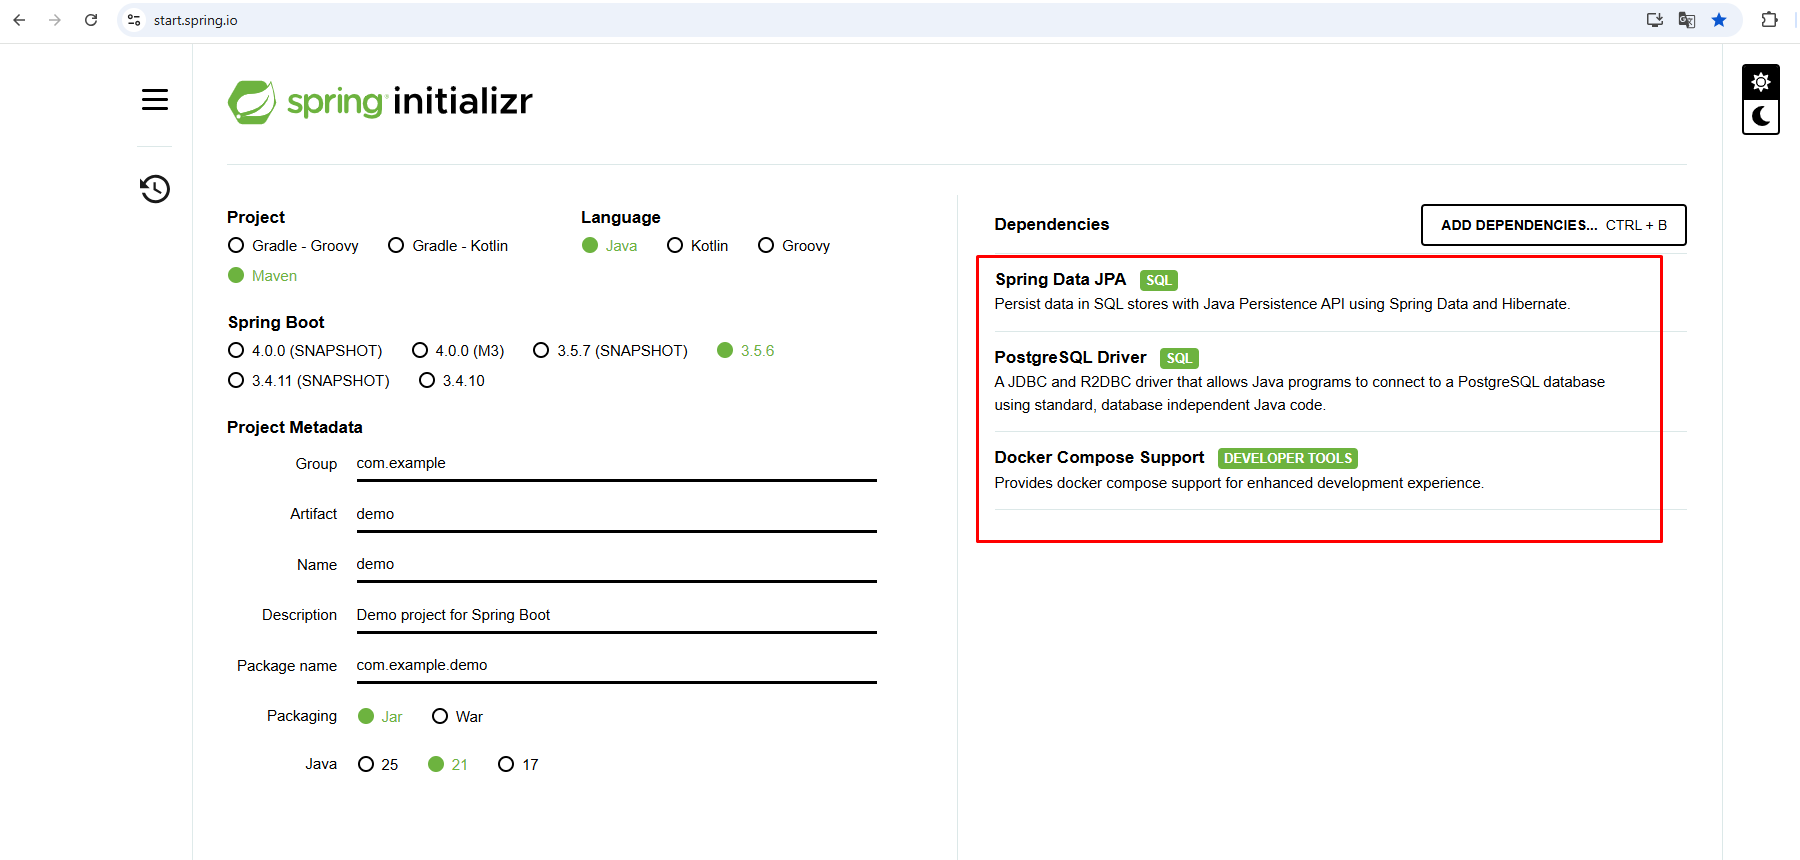 start.spring.io
spring initializr
Project
Gradle - Groovy Gradle - Kotlin
Maven
Language
Java Kotlin Groovy
Spring Boot
4.0.0 (SNAPSHOT) 4.0.0 (M3) 3.5.7 (SNAPSHOT) 3.5.6
3.4.11 (SNAPSHOT) 3.4.10
Project Metadata
Group com.example
Artifact demo
Name demo
Description Demo project for Spring Boot
Package name com.example.demo
Packaging Jar War
Java 25 21 17
Dependencies
ADD DEPENDENCIES... CTRL + B
Spring Data JPA SQL
Persist data in SQL stores with Java Persistence API using Spring Data and Hibernate.
PostgreSQL Driver SQL
A JDBC and R2DBC driver that allows Java programs to connect to a PostgreSQL database
using standard, database independent Java code.
Docker Compose Support DEVELOPER TOOLS
Provides docker compose support for enhanced development experience.